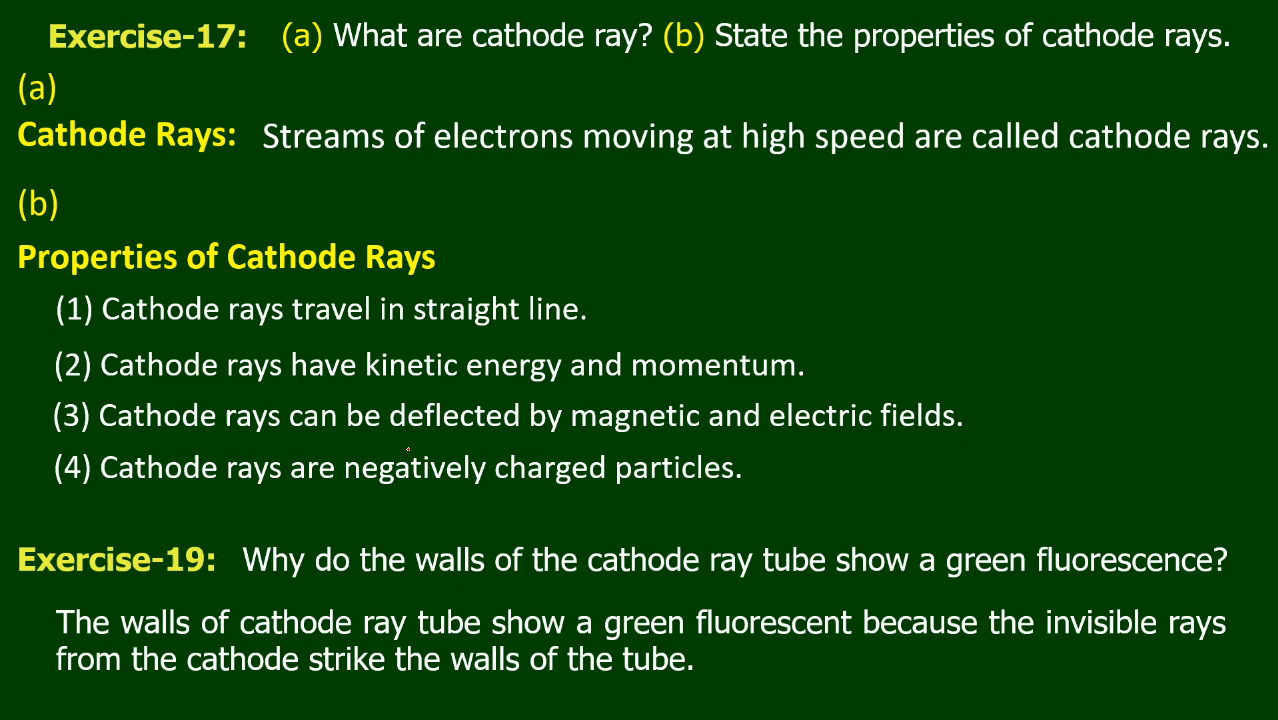 Exercise-17: (a) What are cathode ray? (b) State the properties of cathode rays.
(a)
Cathode Rays: Streams of electrons moving at high speed are called cathode rays.
(b)
Properties of Cathode Rays
(1) Cathode rays travel in straight line.
(2) Cathode rays have kinetic energy and momentum.
(3) Cathode rays can be deflected by magnetic and electric fields.
(4) Cathode rays are negatively charged particles.
Exercise-19: Why do the walls of the cathode ray tube show a green fluorescence?
The walls of cathode ray tube show a green fluorescent because the invisible rays
from the cathode strike the walls of the tube.